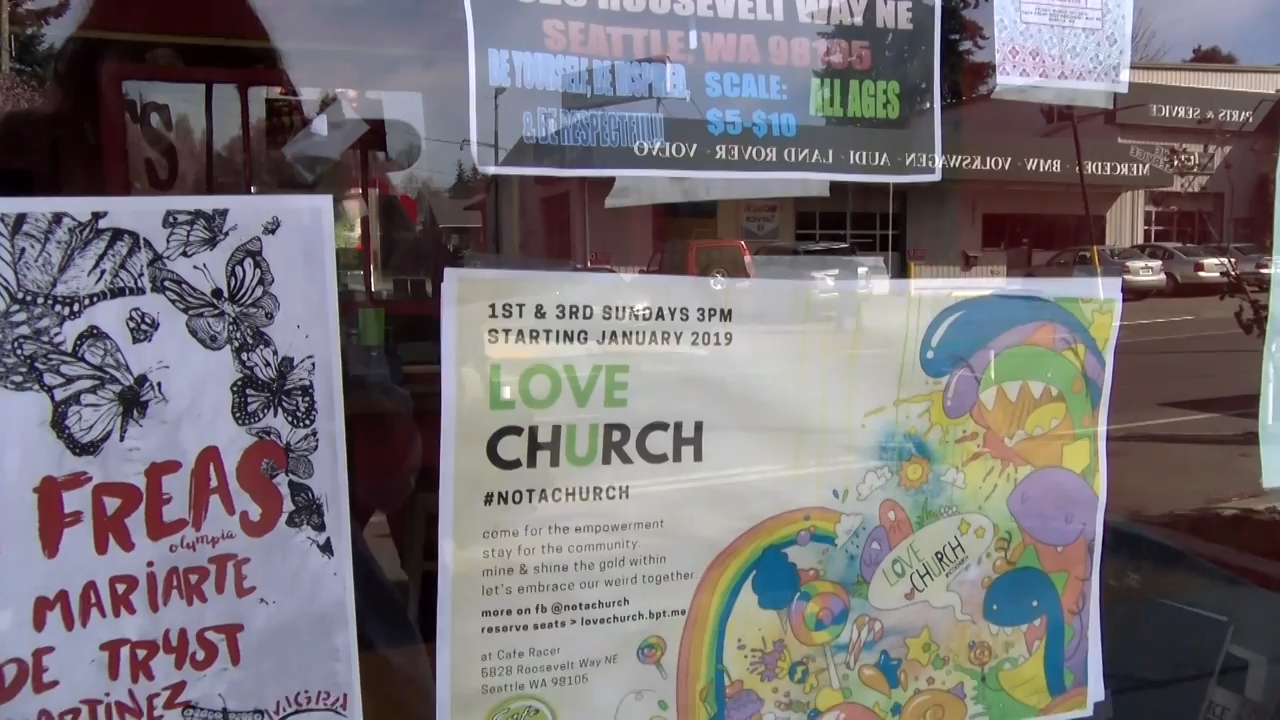 ROOSEVELT WAY NE
SEATTLE, WA 98105
BE YOURSELF, BE INSPIRED,
& BE RESPECTFUL!
SCALE:
$5-$10
ALL AGES
PARTS & SERVICE
MERCEDES · BMW · VOLKSWAGEN · AUDI · LAND ROVER · VOLVO
'S
FREAS
olympia
MARIARTE
DE TRYST
MARTINEZ
1ST & 3RD SUNDAYS 3PM
STARTING JANUARY 2019
LOVE
CHURCH
#NOTACHURCH
come for the empowerment
stay for the community.
mine & shine the gold within
let's embrace our weird together.
more on fb @notachurch
reserve seats > lovechurch.bpt.me
at Cafe Racer
5828 Roosevelt Way NE
Seattle WA 98105
Cafe
LOVE
CHURCH